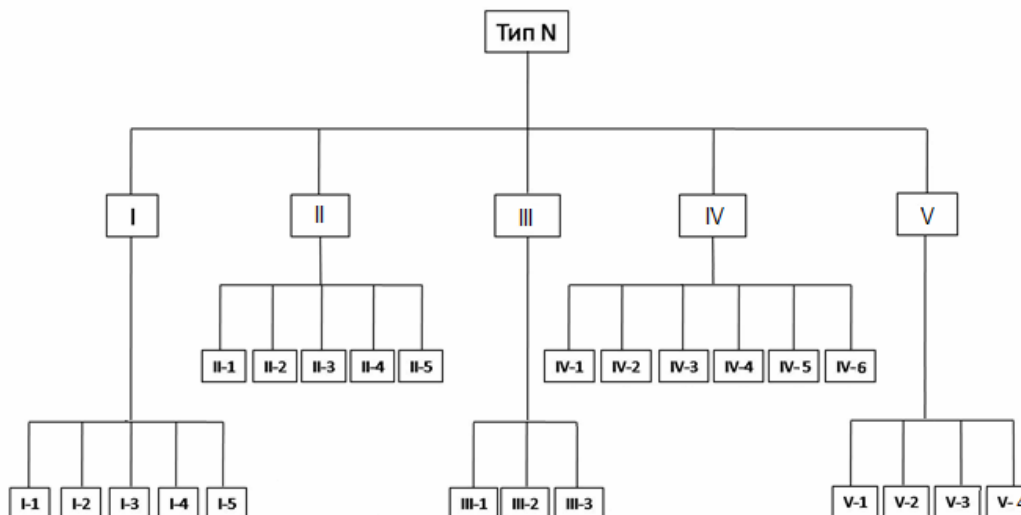 Тип N
I
II
III
IV
V
II-1 II-2 II-3 II-4 II-5
IV-1 IV-2 IV-3 IV-4 IV-5 IV-6
I-1 I-2 I-3 I-4 I-5
III-1 III-2 III-3
V-1 V-2 V-3 V-4